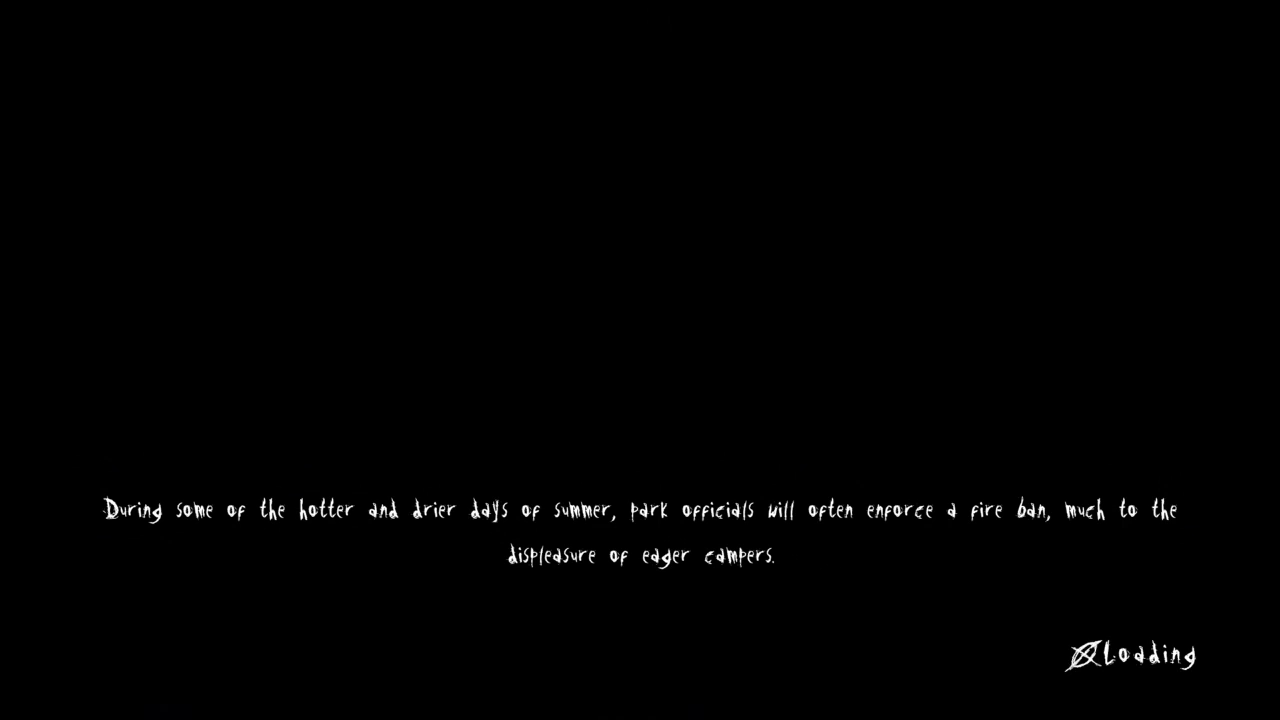 During some of the hotter and drier days of summer, park officials will often enforce a fire ban, much to the
displeasure of eager campers.
Loading